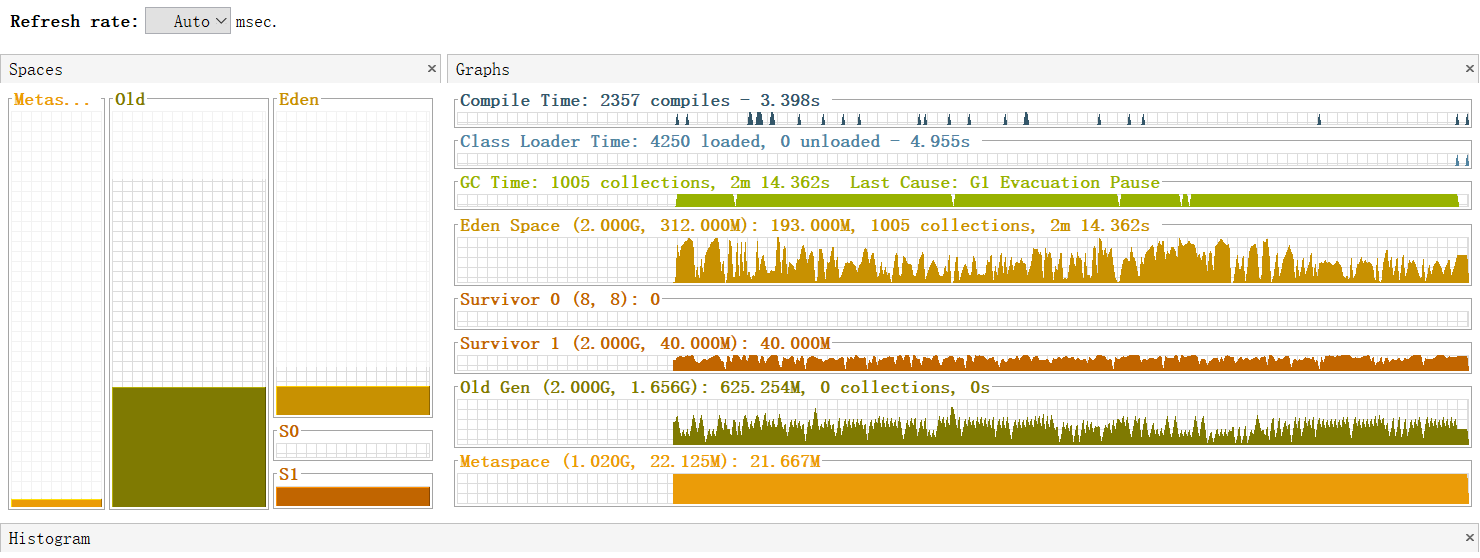 Refresh rate: Auto msec.
Spaces
Graphs
Metas...
Old
Eden
S0
S1
Compile Time: 2357 compiles - 3.398s
Class Loader Time: 4250 loaded, 0 unloaded - 4.955s
GC Time: 1005 collections, 2m 14.362s Last Cause: G1 Evacuation Pause
Eden Space (2.000G, 312.000M): 193.000M, 1005 collections, 2m 14.362s
Survivor 0 (8, 8): 0
Survivor 1 (2.000G, 40.000M): 40.000M
Old Gen (2.000G, 1.656G): 625.254M, 0 collections, 0s
Metaspace (1.020G, 22.125M): 21.667M
Histogram